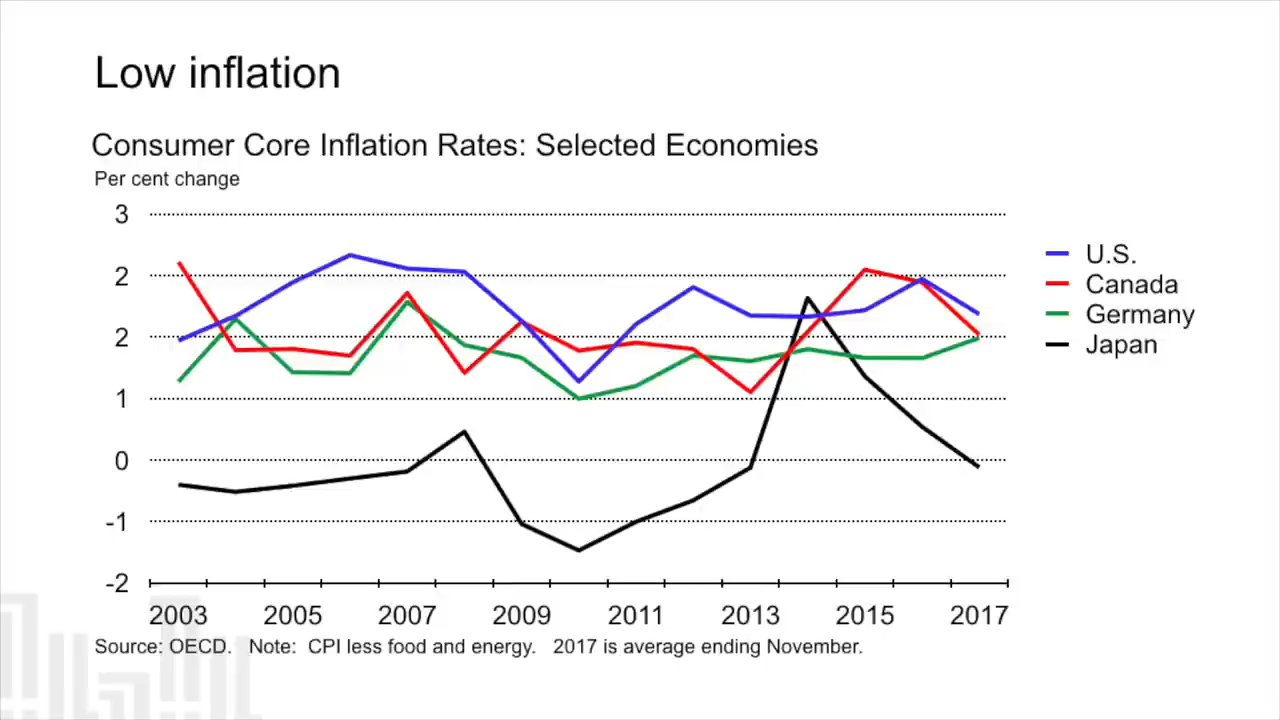 Low inflation
Consumer Core Inflation Rates: Selected Economies
Per cent change
3
2
2
1
0
-1
-2
U.S.
Canada
Germany
Japan
2003 2005 2007 2009 2011 2013 2015 2017
Source: OECD. Note: CPI less food and energy. 2017 is average ending November.